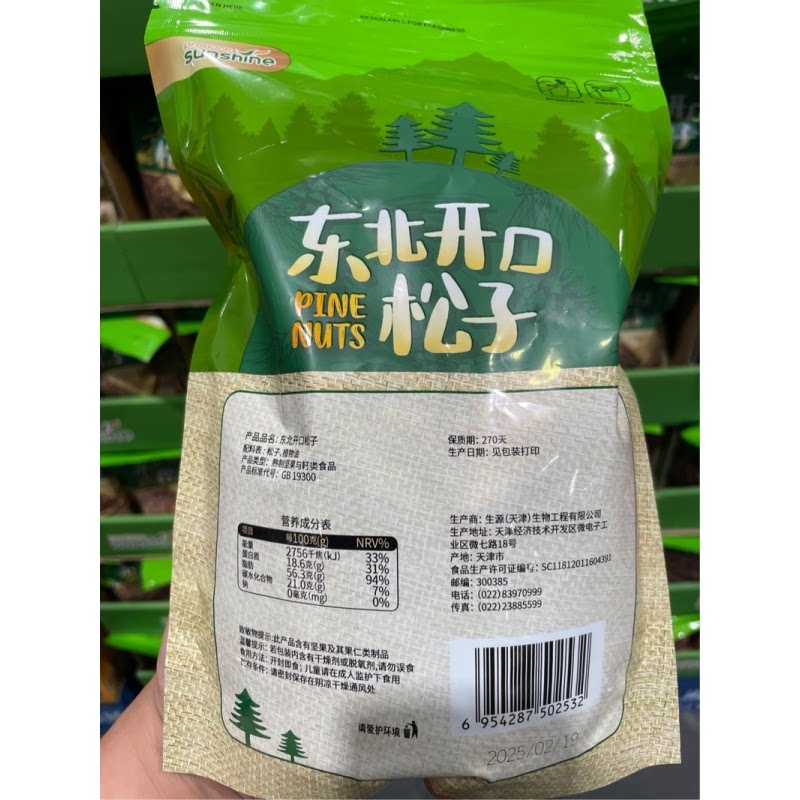 EN HERE
RESEALABLE FOR FRESHNESS
Sunshine
东北开口
PINE
NUTS
松子
产品品名: 东北开口松子
配料表: 松子,植物油
产品类型: 熟制坚果与籽类食品
产品标准代号: GB 19300
保质期: 270天
生产日期: 见包装打印
营养成分表
项目 每100克(g) NRV%
能量 2756千焦(kJ) 33%
蛋白质 18.6克(g) 31%
脂肪 56.3克(g) 94%
碳水化合物 21.0克(g) 7%
钠 0毫克(mg) 0%
生产商: 生源(天津)生物工程有限公司
生产地址: 天津经济技术开发区微电子工
业区微七路18号
产地: 天津市
食品生产许可证编号: SC11812011604391
邮编: 300385
电话: (022)83970999
传真: (022)23885599
致敏物提示:此产品含有坚果及其果仁类制品
温馨提示: 若包装内含有干燥剂或脱氧剂,请勿误食
食用方法: 开封即食; 儿童请在成人监护下食用
贮存条件: 请密封保存在阴凉干燥通风处
请爱护环境
6 954287 502532
2025/02/19